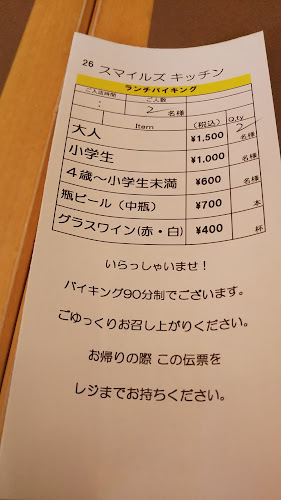 26 スマイルズ キッチン
ランチバイキング
ご入店時間 ご人数
: 2 名様
Item (税込) Q,ty
大人 ¥1,500 2 名様
小学生 ¥1,000 名様
4歳~小学生未満 ¥600 名様
瓶ビール(中瓶) ¥700 本
グラスワイン(赤・白) ¥400 杯
いらっしゃいませ!
バイキング90分制でございます。
ごゆっくりお召し上がりください。
お帰りの際 この伝票を
レジまでお持ちください。